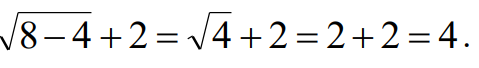 √8−4 + 2 = √4 + 2 = 2 + 2 = 4.